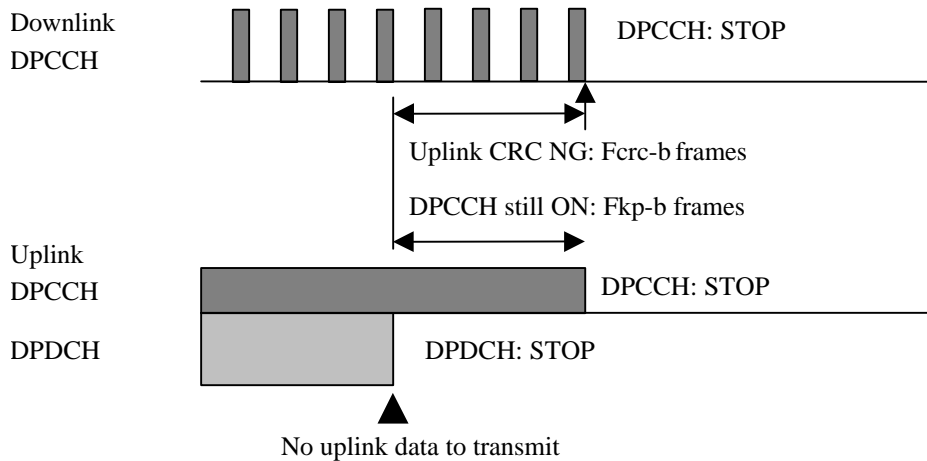 Downlink
DPCCH
DPCCH: STOP
Uplink CRC NG: Fcrc-b frames
DPCCH still ON: Fkp-b frames
Uplink
DPCCH
DPCCH: STOP
DPDCH
DPDCH: STOP
No uplink data to transmit